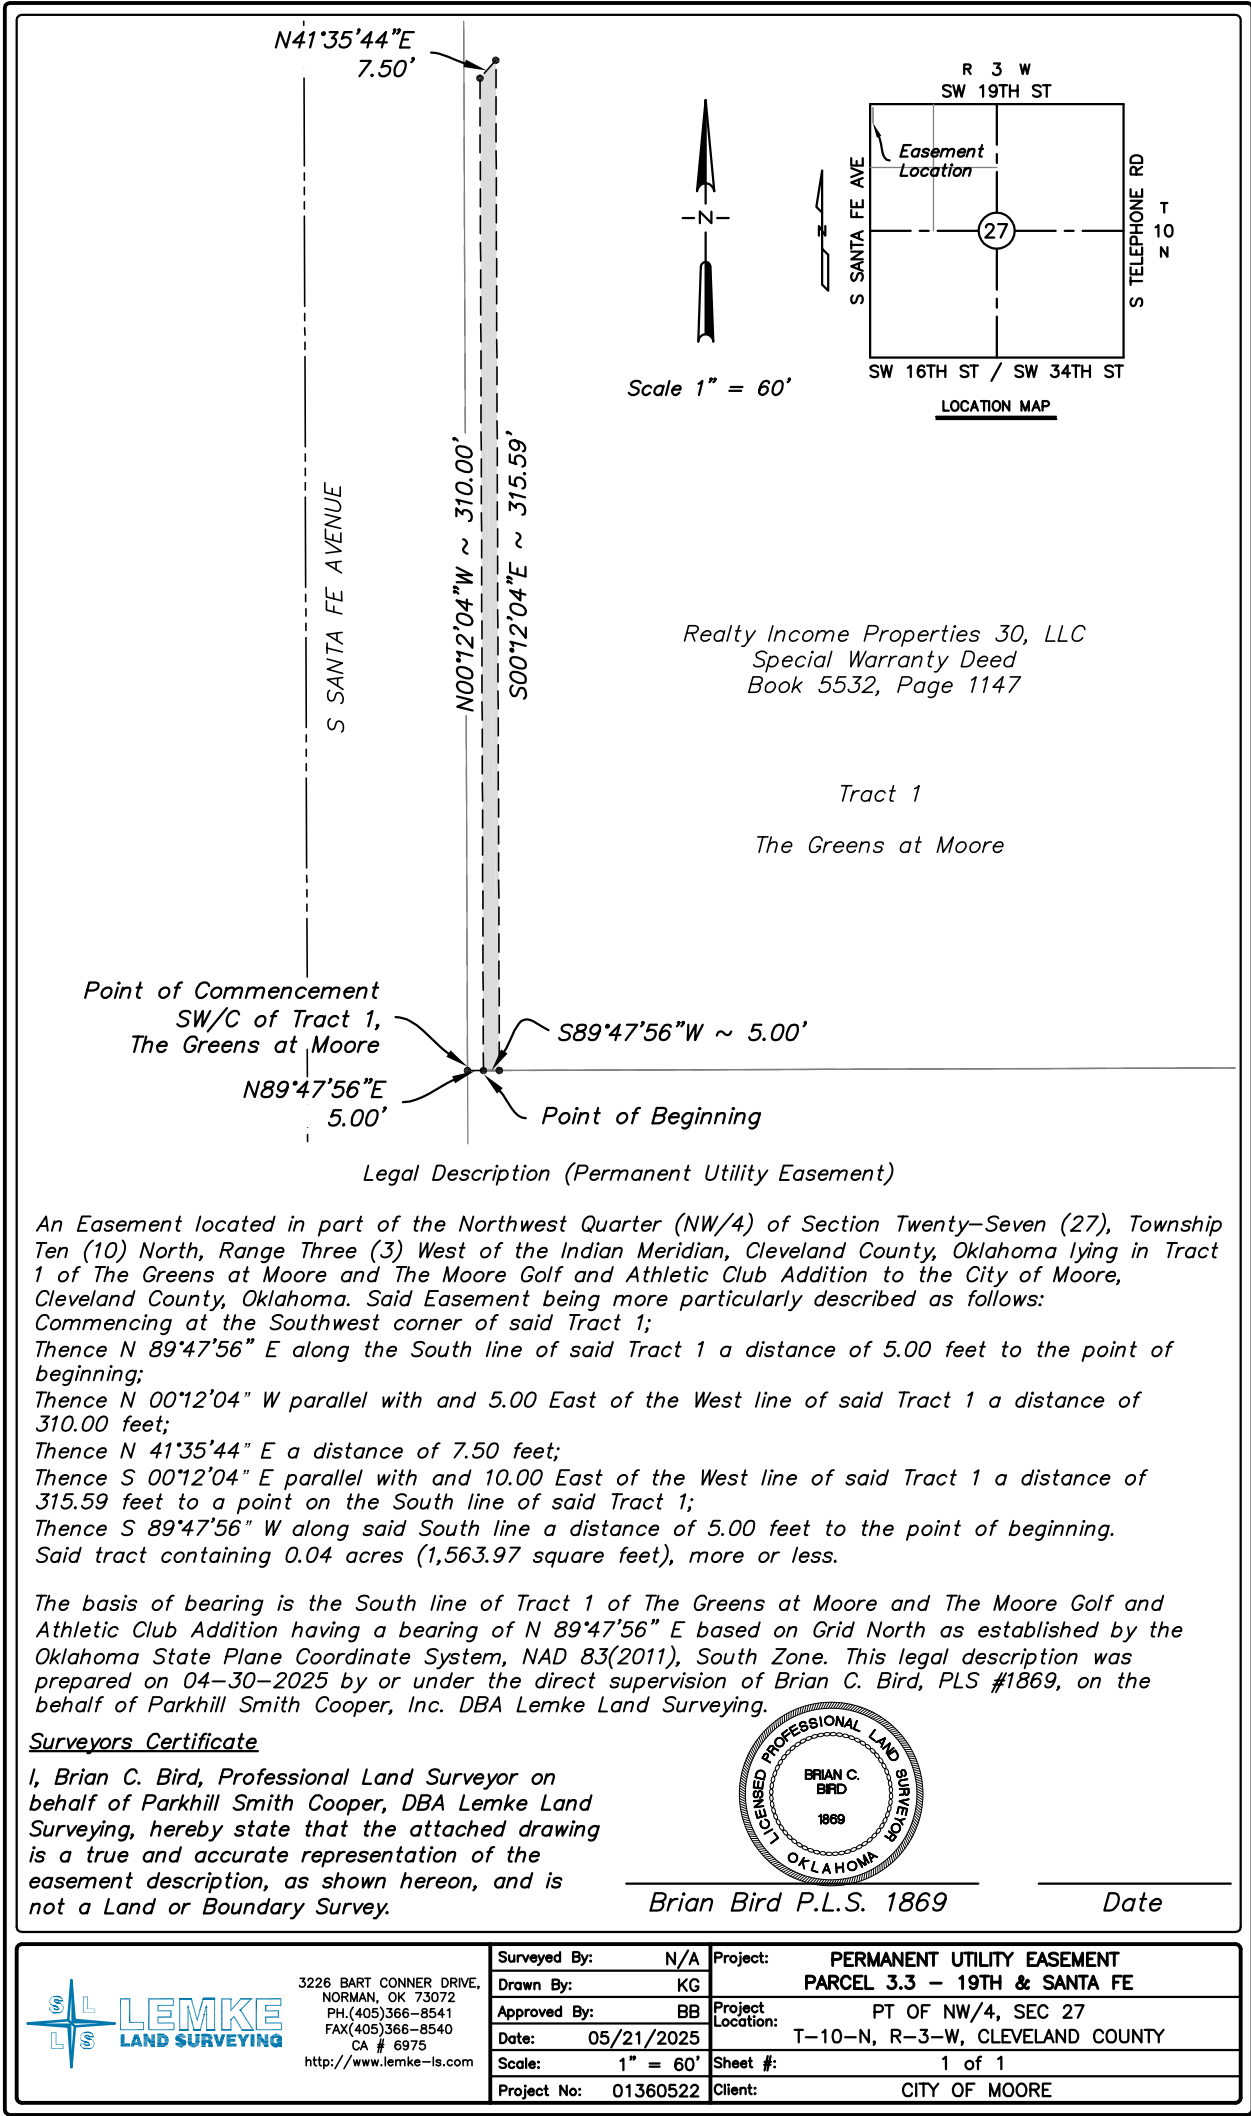 N41°35'44"E
7.50'
R 3 W
SW 19TH ST
Easement
Location
S SANTA FE AVE
27
S TELEPHONE RD
T
10
N
SW 16TH ST / SW 34TH ST
LOCATION MAP
N
N
Scale 1" = 60'
S SANTA FE AVENUE
N00°12'04"W ~ 310.00'
S00°12'04"E ~ 315.59'
Realty Income Properties 30, LLC
Special Warranty Deed
Book 5532, Page 1147
Tract 1
The Greens at Moore
Point of Commencement
SW/C of Tract 1,
The Greens at Moore
S89°47'56"W ~ 5.00'
N89°47'56"E
5.00'
Point of Beginning
Legal Description (Permanent Utility Easement)
An Easement located in part of the Northwest Quarter (NW/4) of Section Twenty-Seven (27), Township
Ten (10) North, Range Three (3) West of the Indian Meridian, Cleveland County, Oklahoma lying in Tract
1 of The Greens at Moore and The Moore Golf and Athletic Club Addition to the City of Moore,
Cleveland County, Oklahoma. Said Easement being more particularly described as follows:
Commencing at the Southwest corner of said Tract 1;
Thence N 89°47'56" E along the South line of said Tract 1 a distance of 5.00 feet to the point of
beginning;
Thence N 00°12'04" W parallel with and 5.00 East of the West line of said Tract 1 a distance of
310.00 feet;
Thence N 41°35'44" E a distance of 7.50 feet;
Thence S 00°12'04" E parallel with and 10.00 East of the West line of said Tract 1 a distance of
315.59 feet to a point on the South line of said Tract 1;
Thence S 89°47'56" W along said South line a distance of 5.00 feet to the point of beginning.
Said tract containing 0.04 acres (1,563.97 square feet), more or less.
The basis of bearing is the South line of Tract 1 of The Greens at Moore and The Moore Golf and
Athletic Club Addition having a bearing of N 89°47'56" E based on Grid North as established by the
Oklahoma State Plane Coordinate System, NAD 83(2011), South Zone. This legal description was
prepared on 04-30-2025 by or under the direct supervision of Brian C. Bird, PLS #1869, on the
behalf of Parkhill Smith Cooper, Inc. DBA Lemke Land Surveying.
Surveyors Certificate
I, Brian C. Bird, Professional Land Surveyor on
behalf of Parkhill Smith Cooper, DBA Lemke Land
Surveying, hereby state that the attached drawing
is a true and accurate representation of the
easement description, as shown hereon, and is
not a Land or Boundary Survey.
LICENSED PROFESSIONAL LAND SURVEYOR
BRIAN C.
BIRD
1869
OKLAHOMA
Brian Bird P.L.S. 1869
Date
S L
L S
LEMKE
LAND SURVEYING
3226 BART CONNER DRIVE,
NORMAN, OK 73072
PH.(405)366-8541
FAX(405)366-8540
CA # 6975
http://www.lemke-ls.com
Surveyed By: N/A
Drawn By: KG
Approved By: BB
Date: 05/21/2025
Scale: 1" = 60'
Project No: 01360522
Project: PERMANENT UTILITY EASEMENT
PARCEL 3.3 - 19TH & SANTA FE
Project Location: PT OF NW/4, SEC 27
T-10-N, R-3-W, CLEVELAND COUNTY
Sheet #: 1 of 1
Client: CITY OF MOORE